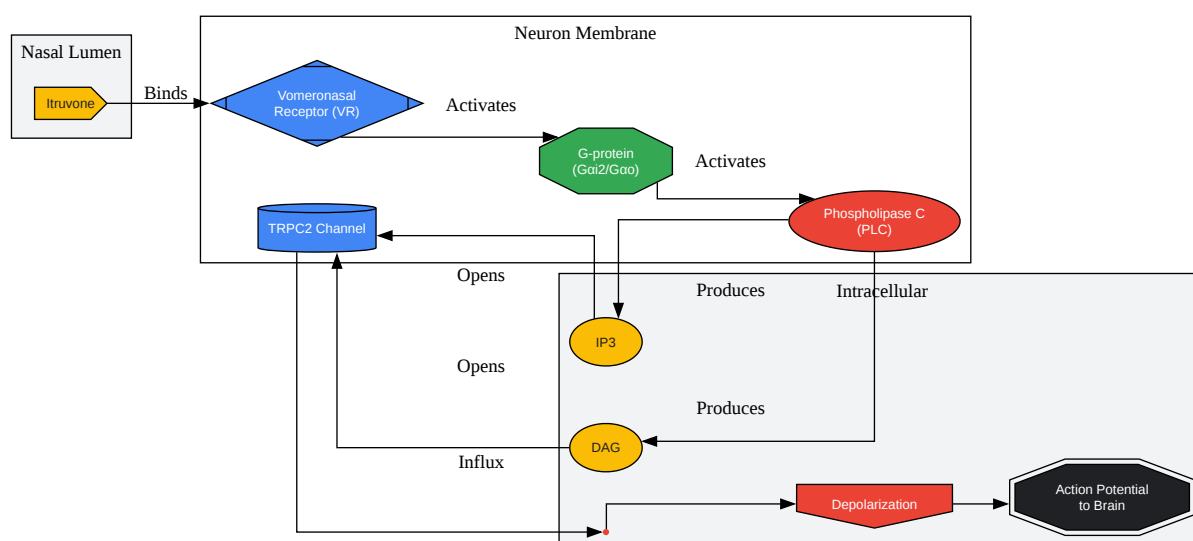 Neuron Membrane
Nasal Lumen
Itruvone
Binds
Vomeronasal
Receptor (VR)
Activates
G-protein
(Gαi2/Gαo)
Activates
Phospholipase C
(PLC)
TRPC2 Channel
Opens
Produces
Intracellular
IP3
Opens
Produces
DAG
Influx
Depolarization
Action Potential
to Brain